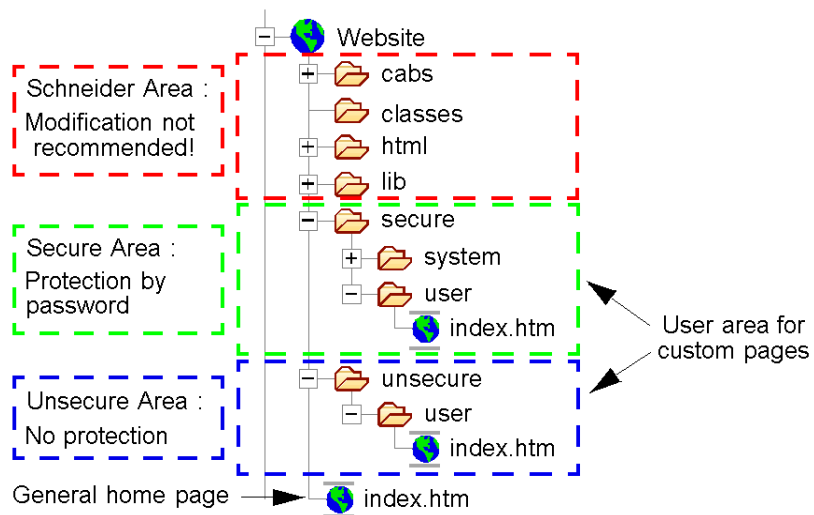 Website
Schneider Area :
Modification not
recommended!
cabs
classes
html
lib
Secure Area :
Protection by
password
secure
system
user
index.htm
User area for
custom pages
Unsecure Area :
No protection
unsecure
user
index.htm
General home page
index.htm